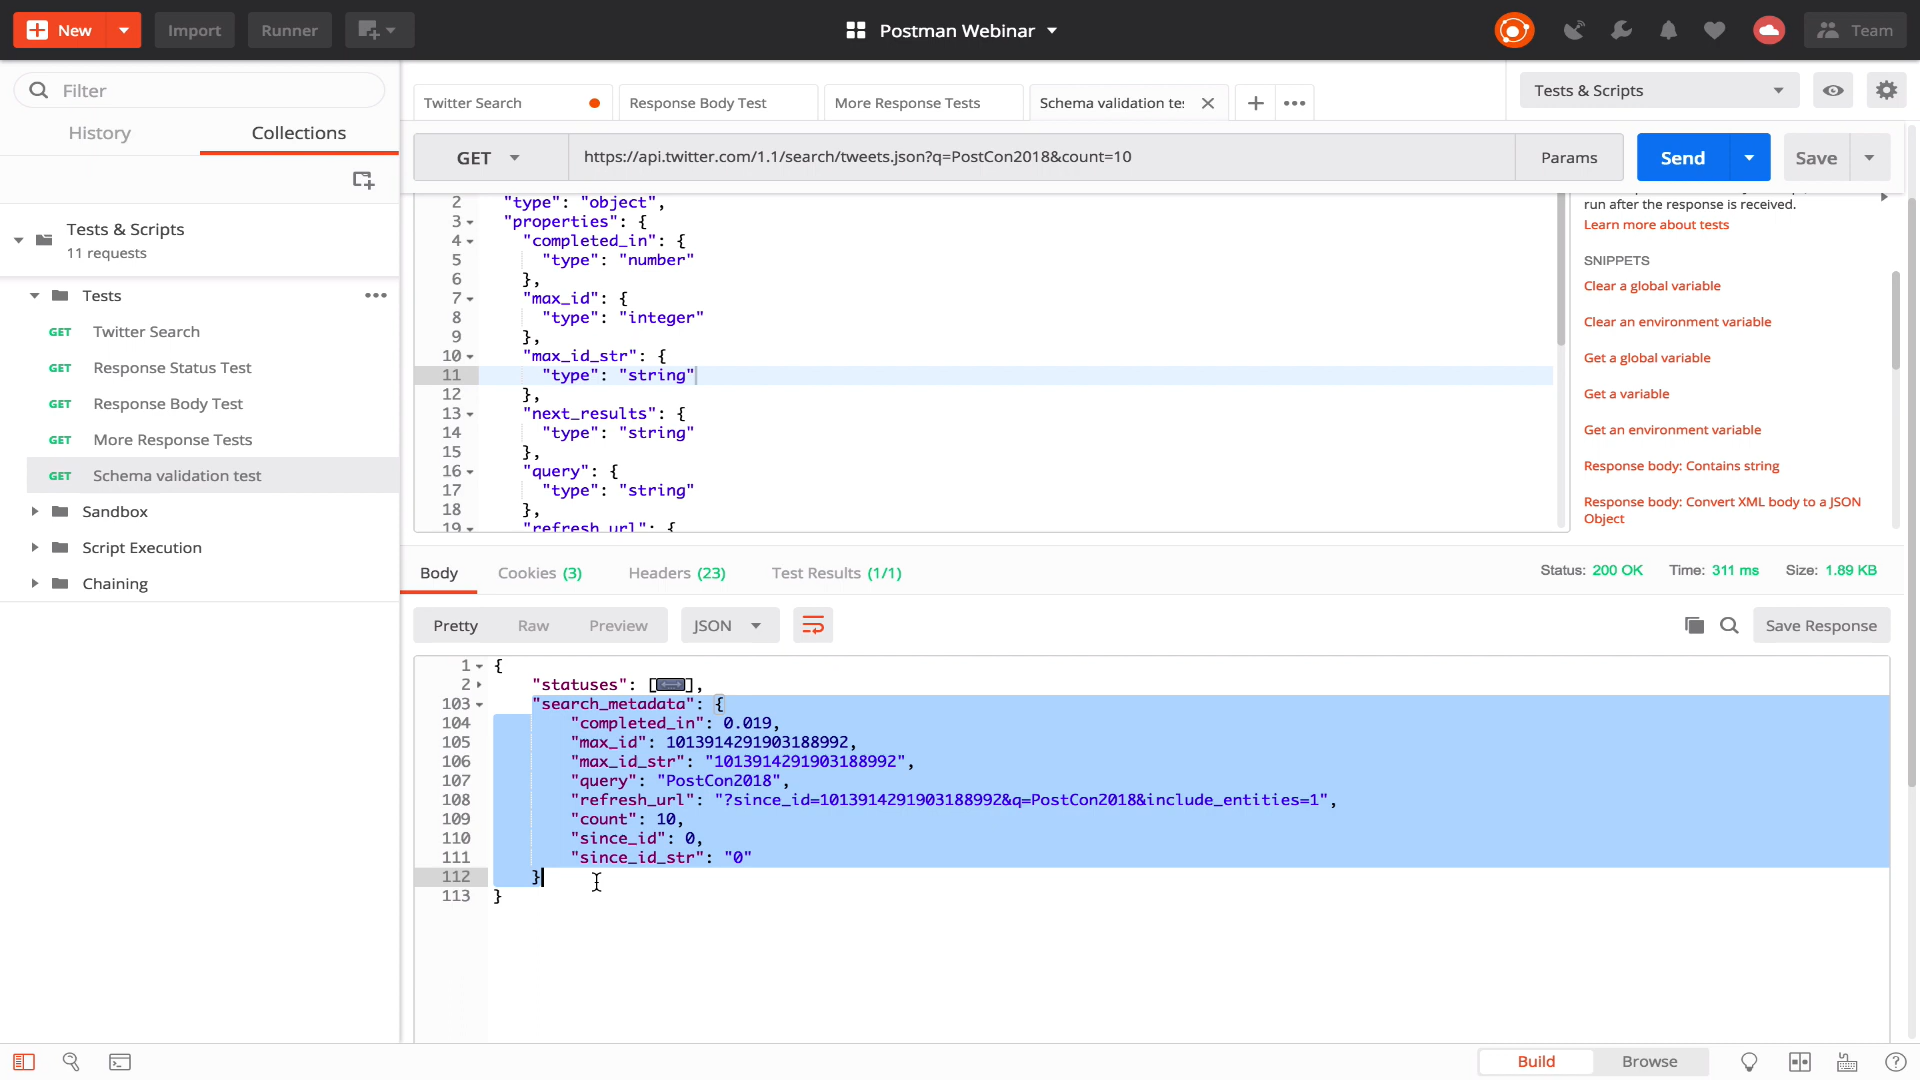 New
Import
Runner
Postman Webinar
Team
Filter
History
Collections
Tests & Scripts
11 requests
Tests
GET Twitter Search
GET Response Status Test
GET Response Body Test
GET More Response Tests
GET Schema validation test
Sandbox
Script Execution
Chaining
Twitter Search
Response Body Test
More Response Tests
Schema validation te
Tests & Scripts
GET
https://api.twitter.com/1.1/search/tweets.json?q=PostCon2018&count=10
Params
Send
Save
2 "type": "object",
3 "properties": {
4 "completed_in": {
5 "type": "number"
6 },
7 "max_id": {
8 "type": "integer"
9 },
10 "max_id_str": {
11 "type": "string"
12 },
13 "next_results": {
14 "type": "string"
15 },
16 "query": {
17 "type": "string"
18 },
19 "refresh_url": {
run after the response is received.
Learn more about tests
SNIPPETS
Clear a global variable
Clear an environment variable
Get a global variable
Get a variable
Get an environment variable
Response body: Contains string
Response body: Convert XML body to a JSON
Object
Body
Cookies (3)
Headers (23)
Test Results (1/1)
Status: 200 OK
Time: 311 ms
Size: 1.89 KB
Pretty
Raw
Preview
JSON
Save Response
1 {
2 "statuses": [],
103 "search_metadata": {
104 "completed_in": 0.019,
105 "max_id": 1013914291903188992,
106 "max_id_str": "1013914291903188992",
107 "query": "PostCon2018",
108 "refresh_url": "?since_id=1013914291903188992&q=PostCon2018&include_entities=1",
109 "count": 10,
110 "since_id": 0,
111 "since_id_str": "0"
112 }
113 }
Build
Browse